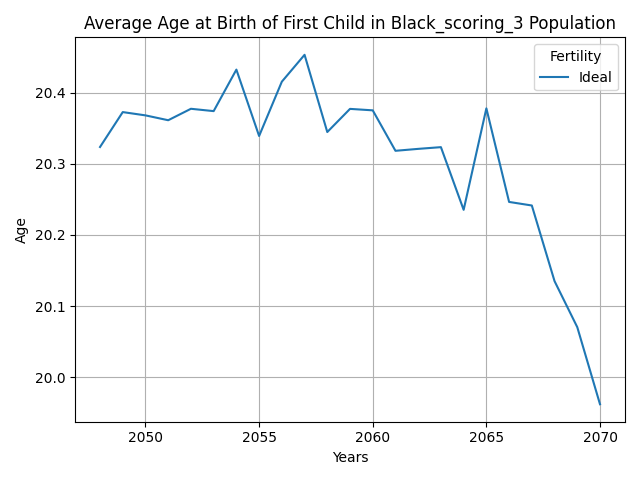 Average Age at Birth of First Child in Black_scoring_3 Population
Fertility
Ideal
20.4
20.3
20.2
20.1
20.0
Age
2050 2055 2060 2065 2070
Years